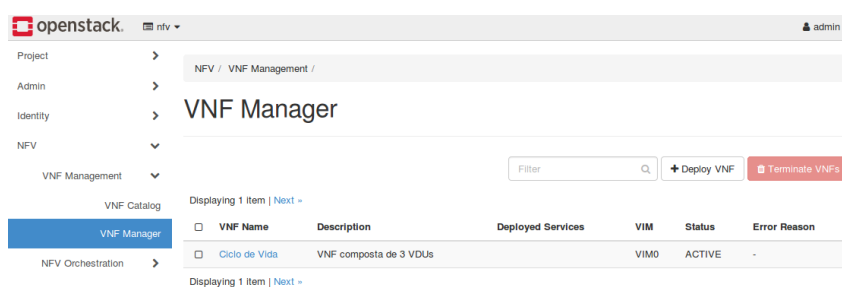 openstack. nfv admin
Project
Admin
Identity
NFV
VNF Management
VNF Catalog
VNF Manager
NFV Orchestration
NFV / VNF Management /
VNF Manager
Filter + Deploy VNF Terminate VNFs
Displaying 1 item | Next »
VNF Name Description Deployed Services VIM Status Error Reason
Ciclo de Vida VNF composta de 3 VDUs VIM0 ACTIVE -
Displaying 1 item | Next »